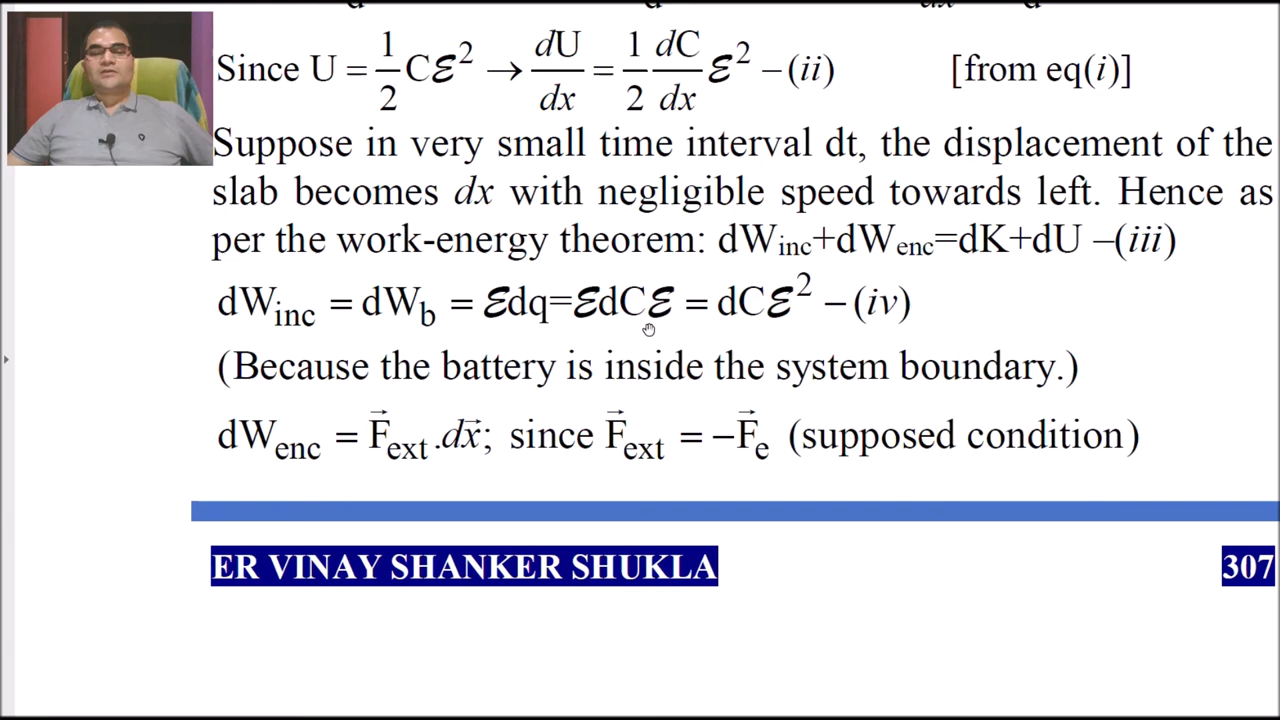 Since U = 1/2 Cℰ² → dU/dx = 1/2 dC/dx ℰ² – (ii) [from eq(i)]
Suppose in very small time interval dt, the displacement of the
slab becomes dx with negligible speed towards left. Hence as
per the work-energy theorem: dWinc+dWenc=dK+dU –(iii)
dWinc = dWb = ℰdq=ℰdCℰ = dCℰ² – (iv)
(Because the battery is inside the system boundary.)
dWenc = F⃗ext.dx⃗; since F⃗ext = –F⃗e (supposed condition)
ER VINAY SHANKER SHUKLA 307